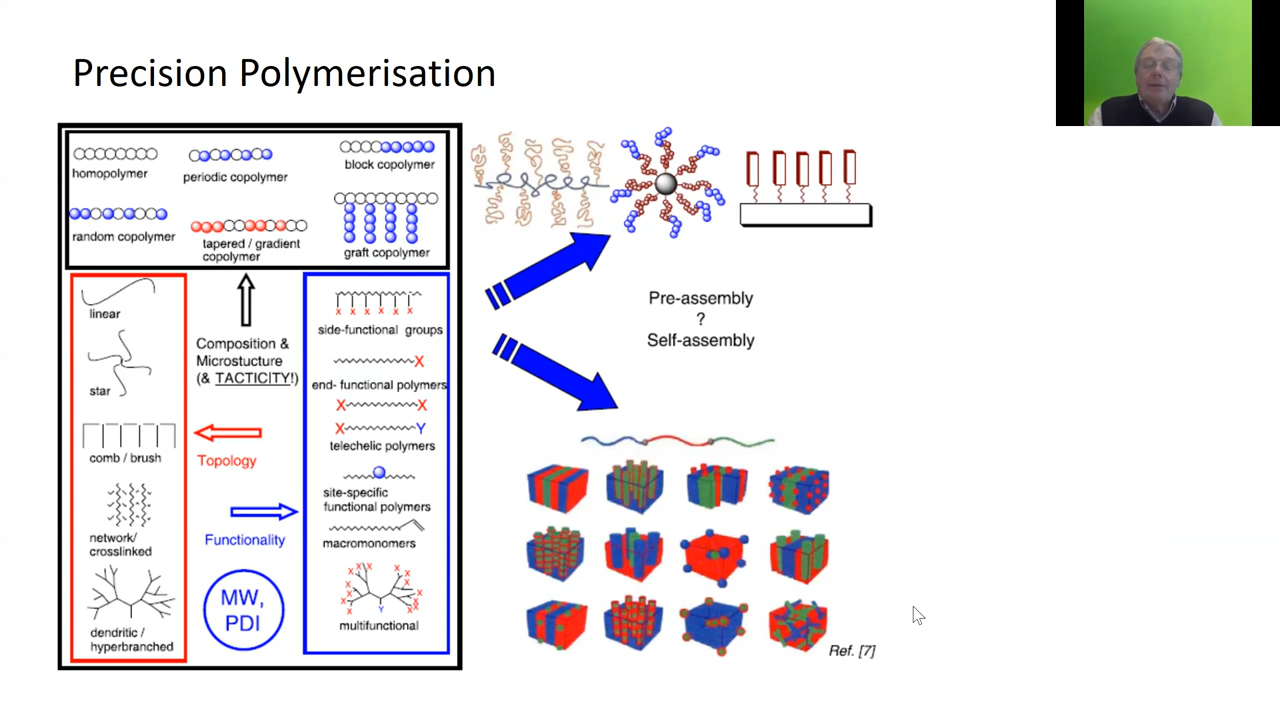 Precision Polymerisation
homopolymer
periodic copolymer
block copolymer
random copolymer
tapered / gradient
copolymer
graft copolymer
linear
star
comb / brush
network/
crosslinked
dendritic /
hyperbranched
Composition &
Microstucture
(& TACTICITY!)
Topology
Functionality
MW,
PDI
X X X X X X
side-functional groups
X
end- functional polymers
X X
X Y
telechelic polymers
site-specific
functional polymers
macromonomers
Y
multifunctional
Pre-assembly
?
Self-assembly
Ref. [7]